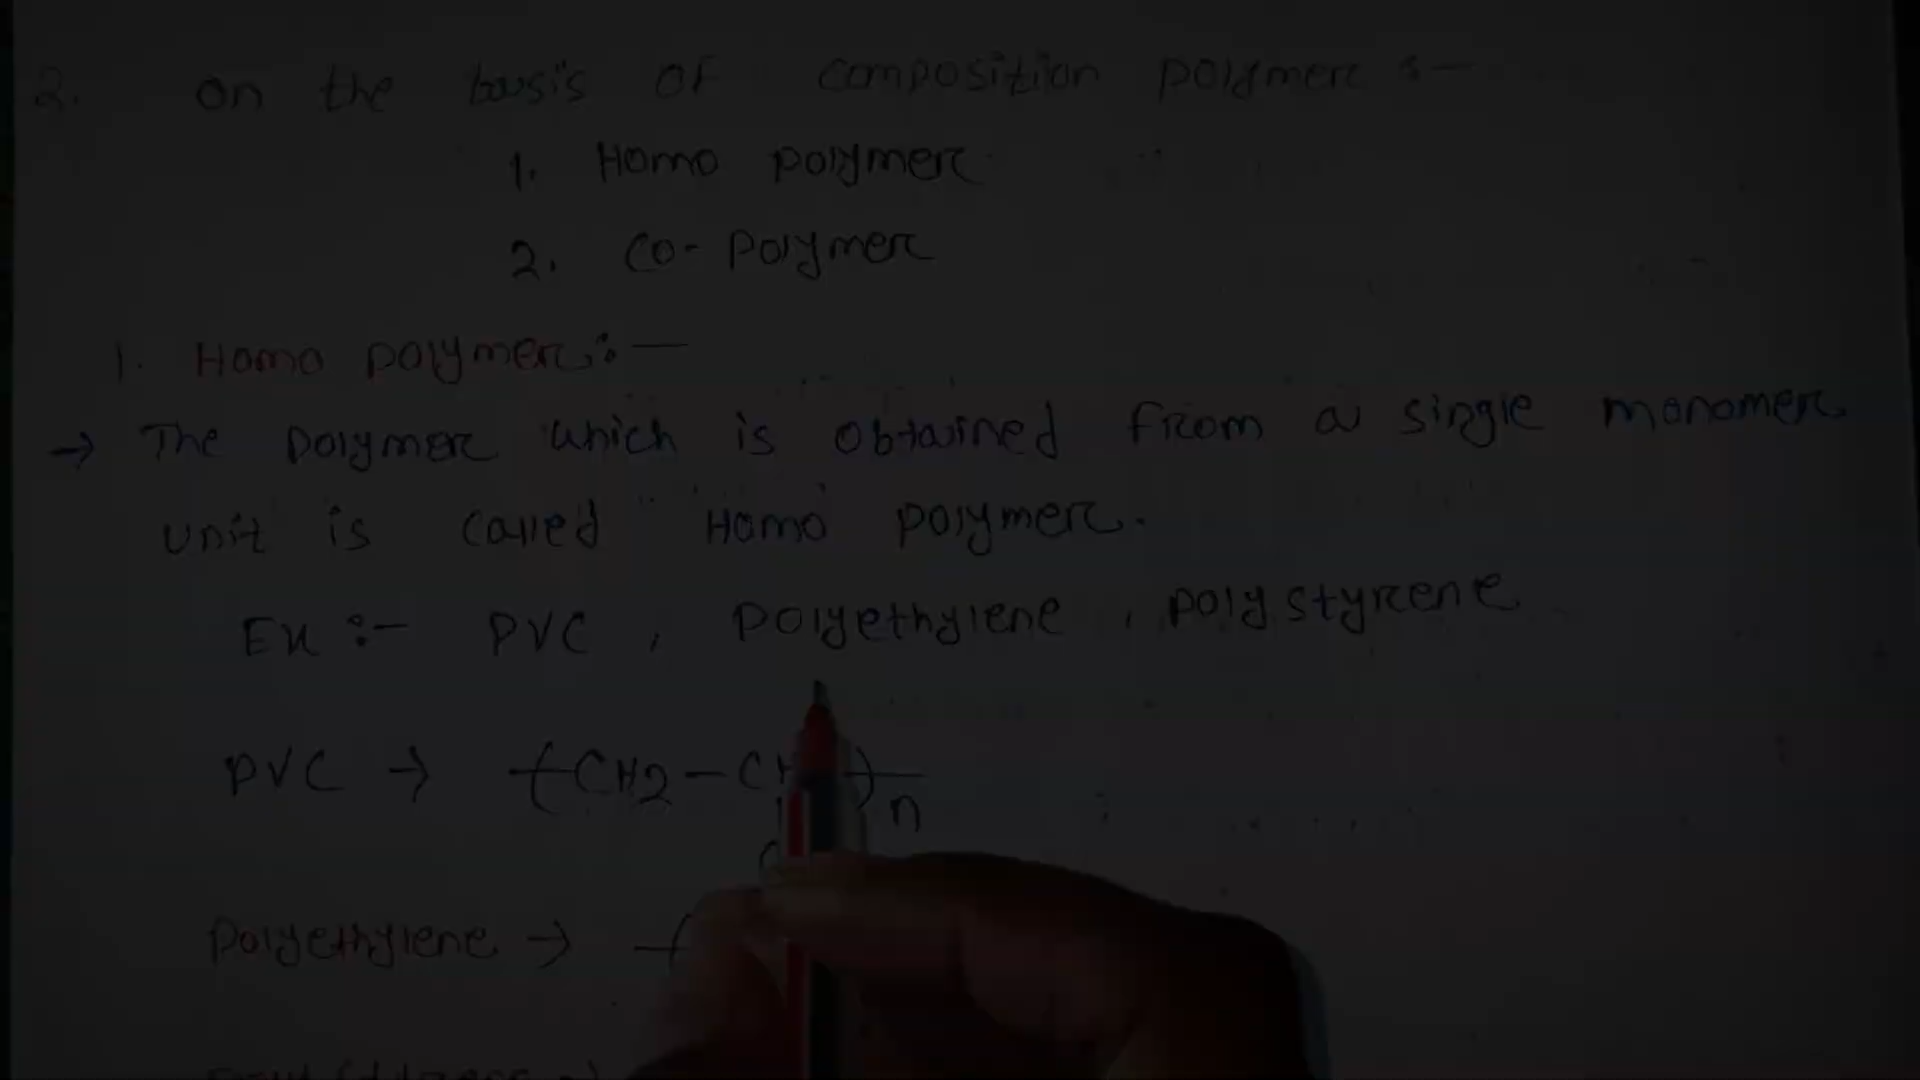 2. on the basis of composition polymer :-
1. Homo polymer
2. Co- polymer
1. Homo polymer :-
→ The polymer which is obtained from a single monomer
unit is called Homo polymer.
Ex :- PVC , polyethylene , polystyrene
PVC → -(CH2-CH)-n
polyethylene → -(